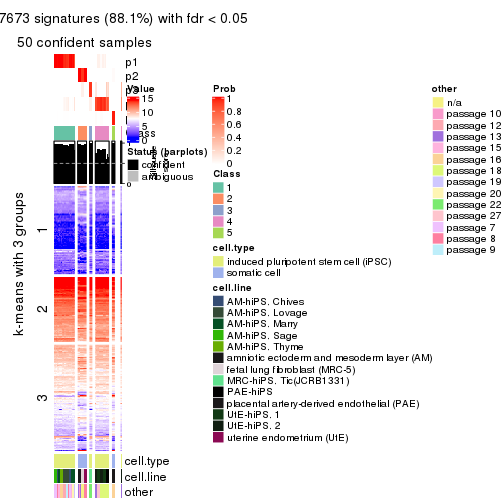 7673 signatures (88.1%) with fdr < 0.05
50 confident samples
p1
p2
p3
Value
15
10
5
0
Class
Status (barplots)
confident
ambiguous
1
0
k-means with 3 groups
1
2
3
cell.type
cell.line
other
Prob
1
0.8
0.6
0.4
0.2
0
Class
1
2
3
4
5
cell.type
induced pluripotent stem cell (iPSC)
somatic cell
cell.line
AM-hiPS. Chives
AM-hiPS. Lovage
AM-hiPS. Marry
AM-hiPS. Sage
AM-hiPS. Thyme
amniotic ectoderm and mesoderm layer (AM)
fetal lung fibroblast (MRC-5)
MRC-hiPS. Tic(JCRB1331)
PAE-hiPS
placental artery-derived endothelial (PAE)
UtE-hiPS. 1
UtE-hiPS. 2
uterine endometrium (UtE)
other
n/a
passage 10
passage 12
passage 13
passage 15
passage 16
passage 18
passage 19
passage 20
passage 22
passage 27
passage 7
passage 8
passage 9